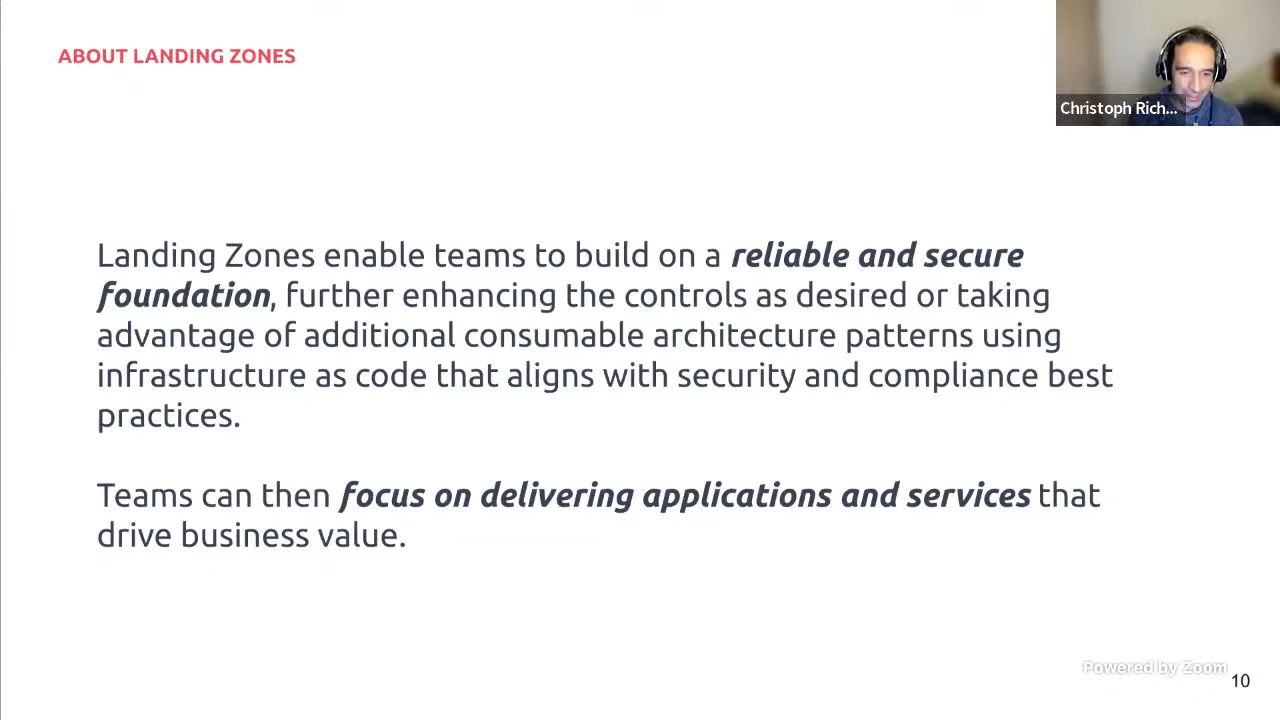 ABOUT LANDING ZONES
Christoph Rich...
Landing Zones enable teams to build on a reliable and secure
foundation, further enhancing the controls as desired or taking
advantage of additional consumable architecture patterns using
infrastructure as code that aligns with security and compliance best
practices.
Teams can then focus on delivering applications and services that
drive business value.
Powered by Zoom
10